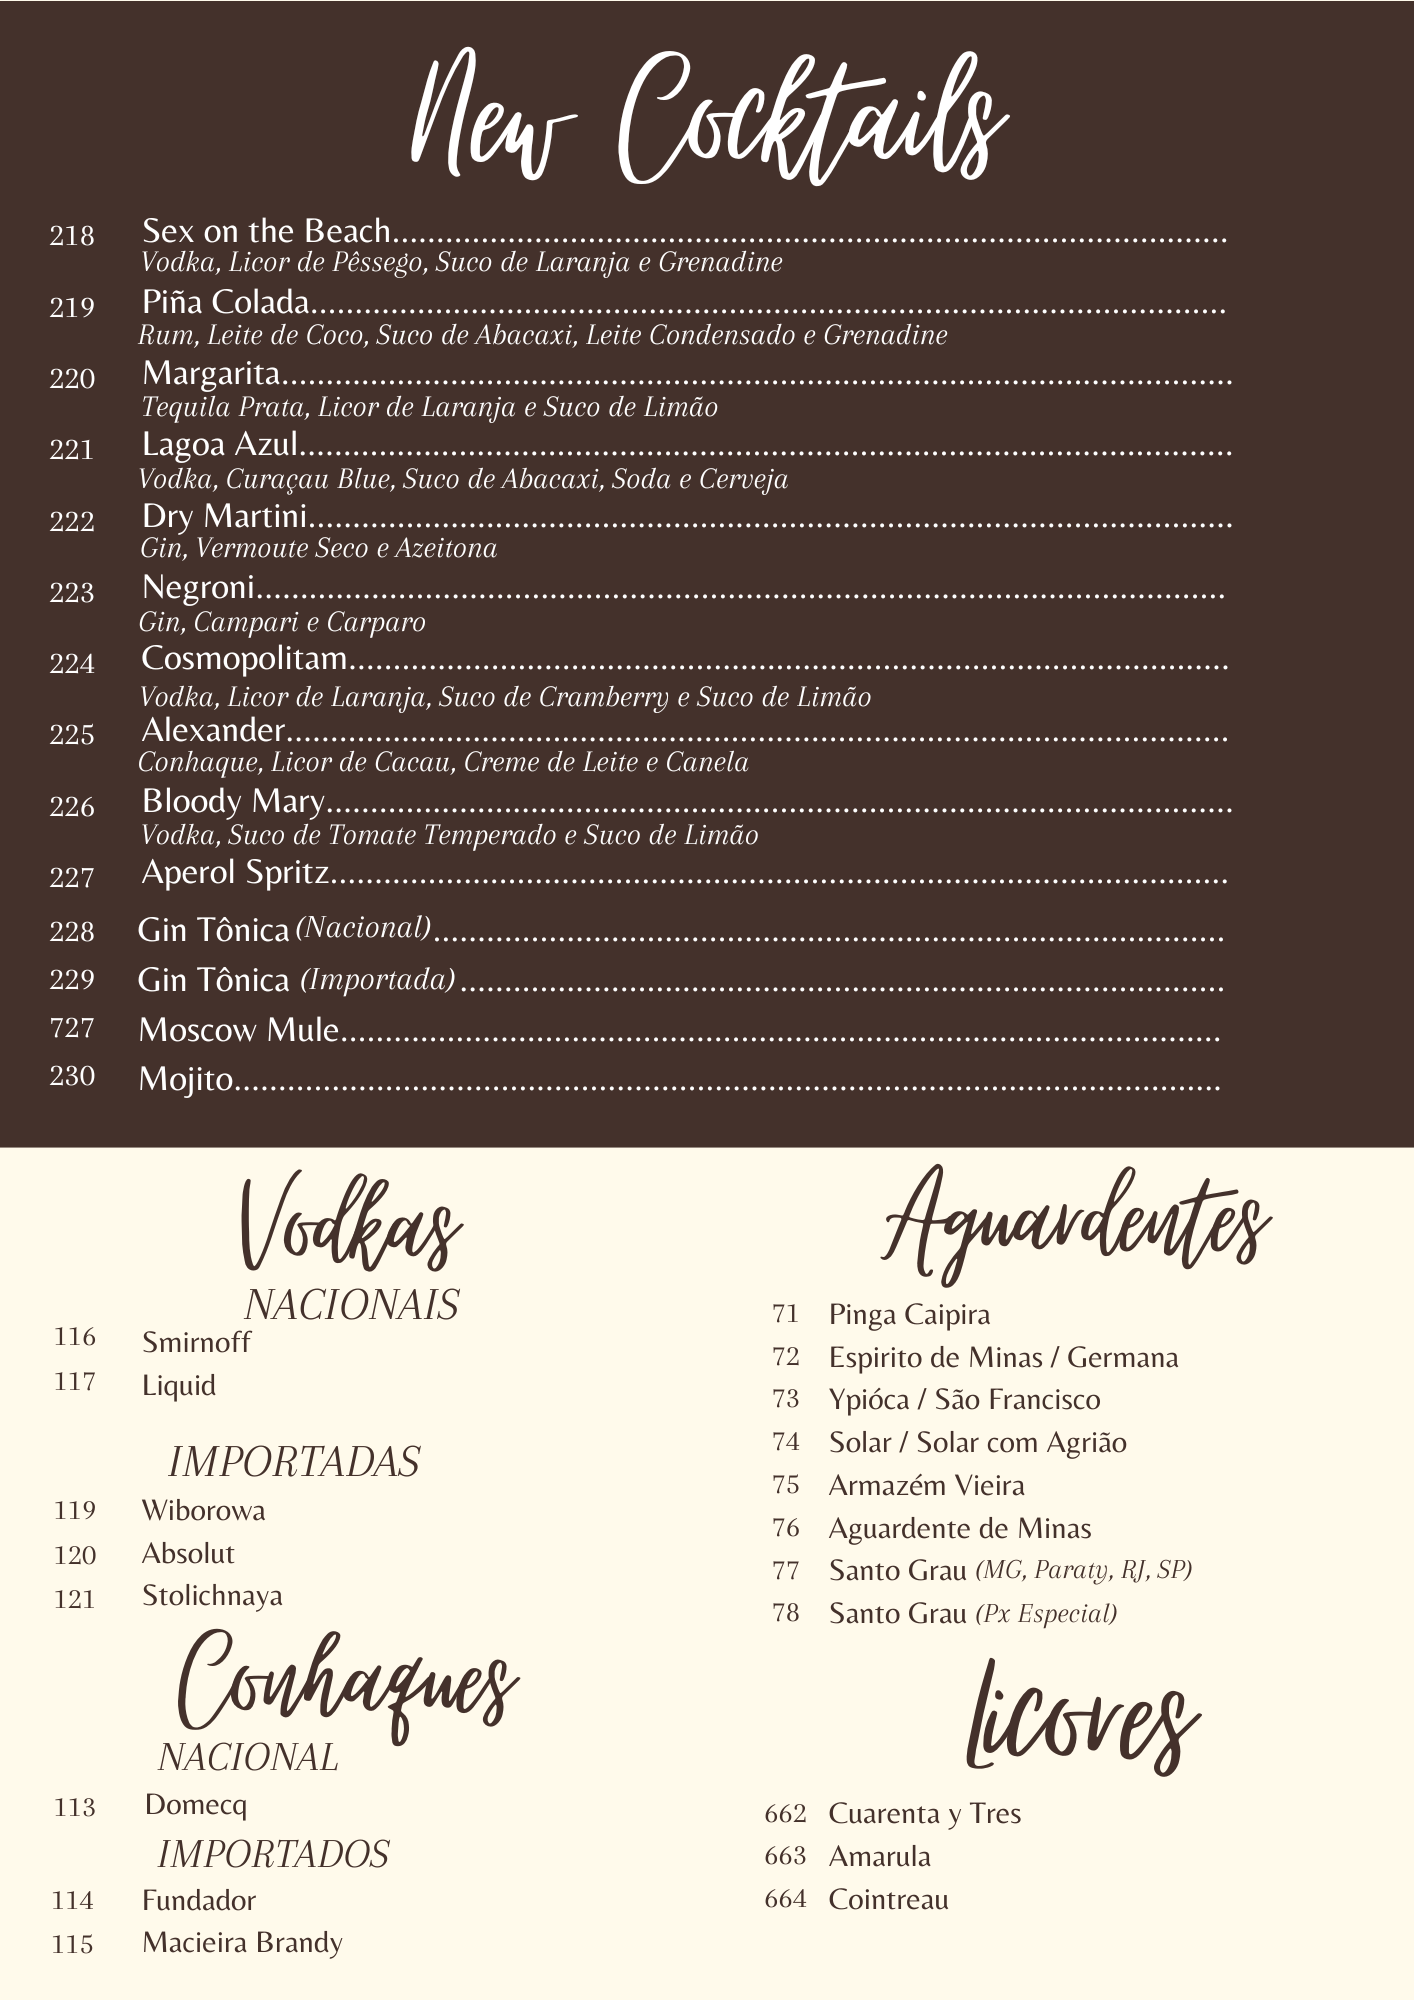 New Cocktails
218 Sex on the Beach................................................................................................
Vodka, Licor de Pêssego, Suco de Laranja e Grenadine
219 Piña Colada.........................................................................................................
Rum, Leite de Coco, Suco de Abacaxi, Leite Condensado e Grenadine
220 Margarita.............................................................................................................
Tequila Prata, Licor de Laranja e Suco de Limão
221 Lagoa Azul...........................................................................................................
Vodka, Curaçau Blue, Suco de Abacaxi, Soda e Cerveja
222 Dry Martini..........................................................................................................
Gin, Vermoute Seco e Azeitona
223 Negroni...............................................................................................................
Gin, Campari e Carparo
224 Cosmopolitam.....................................................................................................
Vodka, Licor de Laranja, Suco de Cramberry e Suco de Limão
225 Alexander............................................................................................................
Conhaque, Licor de Cacau, Creme de Leite e Canela
226 Bloody Mary........................................................................................................
Vodka, Suco de Tomate Temperado e Suco de Limão
227 Aperol Spritz.......................................................................................................
228 Gin Tônica (Nacional)...........................................................................................
229 Gin Tônica (Importada).......................................................................................
727 Moscow Mule.....................................................................................................
230 Mojito.................................................................................................................
Vodkas
NACIONAIS
116 Smirnoff
117 Liquid
IMPORTADAS
119 Wiborowa
120 Absolut
121 Stolichnaya
Conhaques
NACIONAL
113 Domecq
IMPORTADOS
114 Fundador
115 Macieira Brandy
Aguardentes
71 Pinga Caipira
72 Espirito de Minas / Germana
73 Ypióca / São Francisco
74 Solar / Solar com Agrião
75 Armazém Vieira
76 Aguardente de Minas
77 Santo Grau (MG, Paraty, RJ, SP)
78 Santo Grau (Px Especial)
Licores
662 Cuarenta y Tres
663 Amarula
664 Cointreau